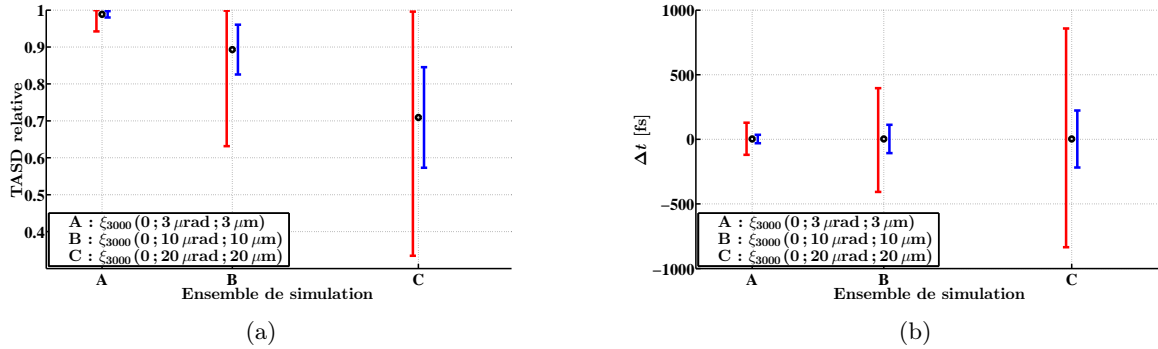 1
0.9
0.8
0.7
0.6
0.5
0.4
TASD relative
A : ξ3000(0 ; 3 μrad ; 3 μm)
B : ξ3000(0 ; 10 μrad ; 10 μm)
C : ξ3000(0 ; 20 μrad ; 20 μm)
A B C
Ensemble de simulation
(a)
1000
500
0
−500
−1000
Δt [fs]
A : ξ3000(0 ; 3 μrad ; 3 μm)
B : ξ3000(0 ; 10 μrad ; 10 μm)
C : ξ3000(0 ; 20 μrad ; 20 μm)
A B C
Ensemble de simulation
(b)